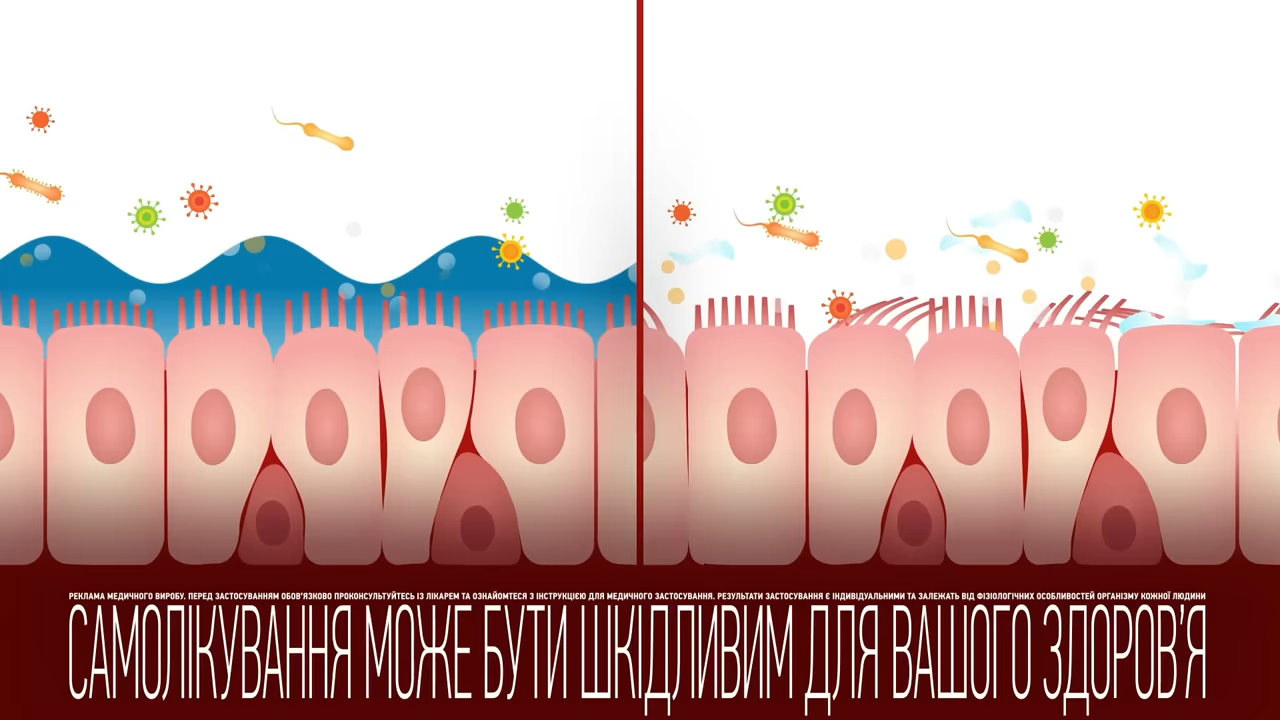 РЕКЛАМА МЕДИЧНОГО ВИРОБУ. ПЕРЕД ЗАСТОСУВАННЯМ ОБОВ'ЯЗКОВО ПРОКОНСУЛЬТУЙТЕСЬ ІЗ ЛІКАРЕМ ТА ОЗНАЙОМТЕСЯ З ІНСТРУКЦІЄЮ ДЛЯ МЕДИЧНОГО ЗАСТОСУВАННЯ. РЕЗУЛЬТАТИ ЗАСТОСУВАННЯ Є ІНДИВІДУАЛЬНИМИ ТА ЗАЛЕЖАТЬ ВІД ФІЗІОЛОГІЧНИХ ОСОБЛИВОСТЕЙ ОРГАНІЗМУ КОЖНОЇ ЛЮДИНИ
САМОЛІКУВАННЯ МОЖЕ БУТИ ШКІДЛИВИМ ДЛЯ ВАШОГО ЗДОРОВ'Я